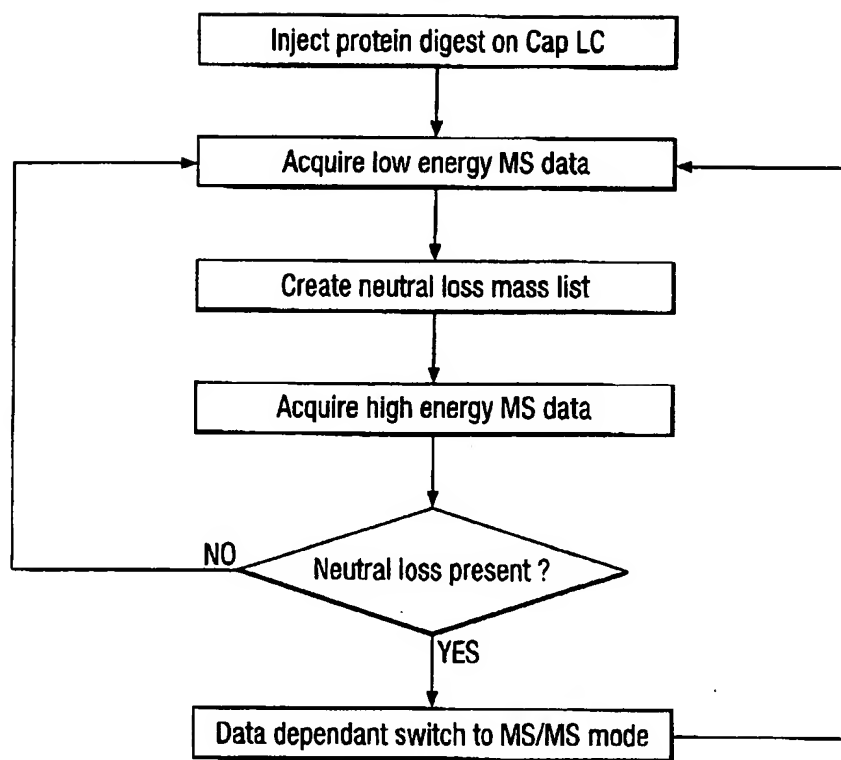 Inject protein digest on Cap LC
Acquire low energy MS data
Create neutral loss mass list
Acquire high energy MS data
Neutral loss present ?
NO
YES
Data dependant switch to MS/MS mode